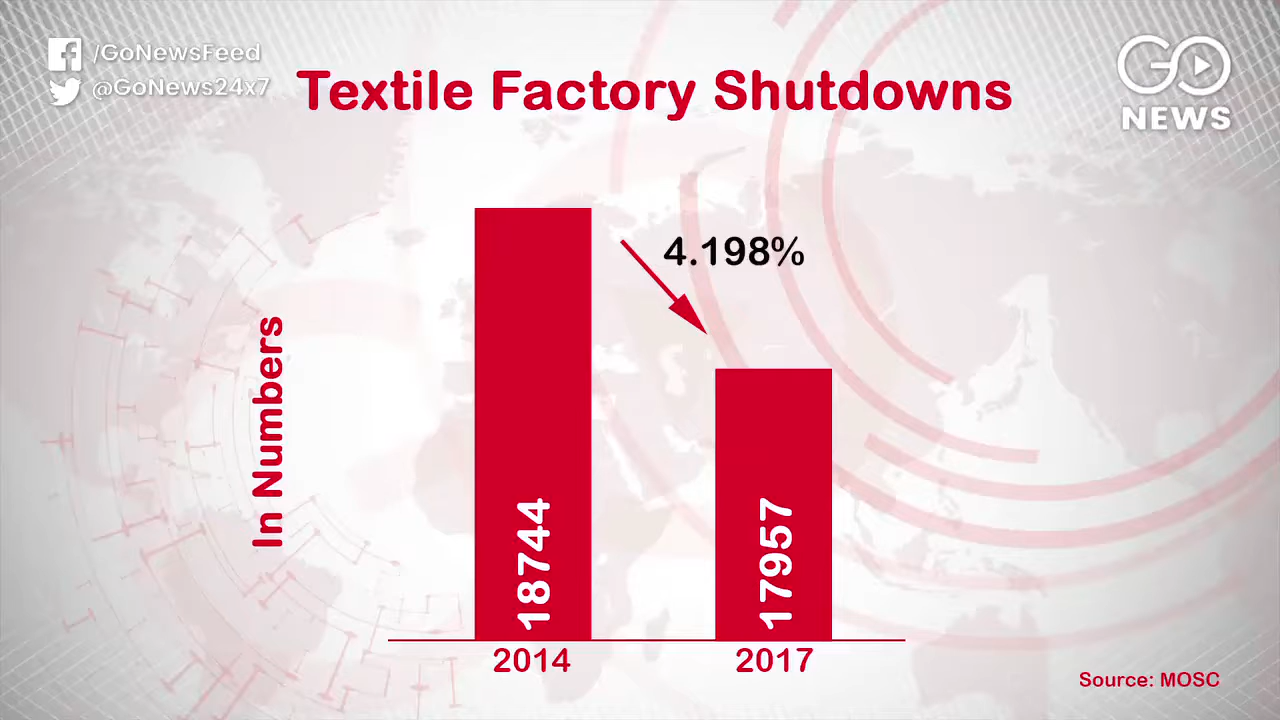 /GoNewsFeed
@GoNews24x7
GO
NEWS
Textile Factory Shutdowns
4.198%
In Numbers
18744
17957
2014
2017
Source: MOSC